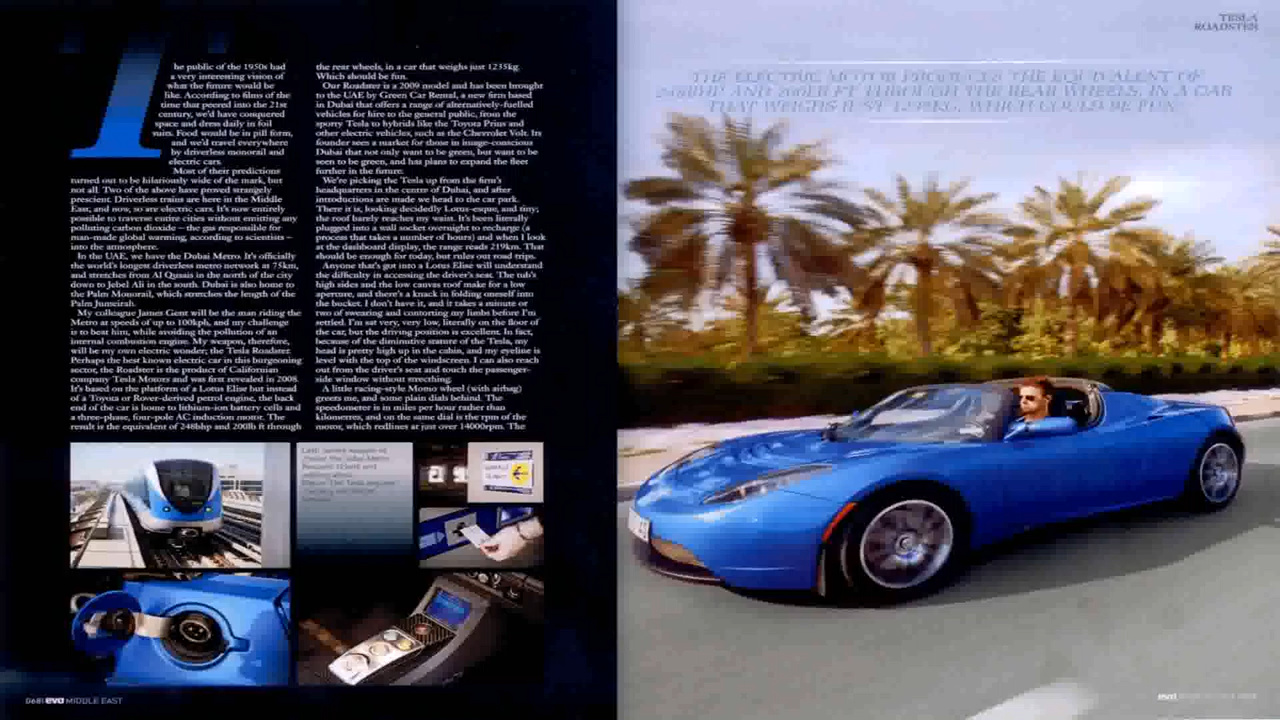 TESLA
ROADSTER
T
he public of the 1950s had
a very interesting vision of
what the future would be
like. According to films of the
time that peered into the 21st
century, we'd have conquered
space and dress daily in foil
suits. Food would be in pill form,
and we'd travel everywhere
by driverless monorail and
electric cars.
Most of their predictions
turned out to be hilariously wide of the mark, but
not all. Two of the above have proved strangely
prescient. Driverless trains are here in the Middle
East, and now, so are electric cars. It's now entirely
possible to traverse entire cities without emitting any
polluting carbon dioxide – the gas responsible for
man-made global warming, according to scientists –
into the atmosphere.
In the UAE, we have the Dubai Metro. It's officially
the world's longest driverless metro network at 75km,
and stretches from Al Qusais in the north of the city
down to Jebel Ali in the south. Dubai is also home to
the Palm Monorail, which stretches the length of the
Palm Jumeirah.
My colleague James Gent will be the man riding the
Metro at speeds of up to 100kph, and my challenge
is to beat him, while avoiding the pollution of an
internal combustion engine. My weapon, therefore,
will be my own electric wonder; the Tesla Roadster.
Perhaps the best known electric car in this burgeoning
sector, the Roadster is the product of Californian
company Tesla Motors and was first revealed in 2008.
It's based on the platform of a Lotus Elise but instead
of a Toyota or Rover-derived petrol engine, the back
end of the car is home to lithium-ion battery cells and
a three-phase, four-pole AC induction motor. The
result is the equivalent of 248bhp and 200lb ft through
the rear wheels, in a car that weighs just 1235kg.
Which should be fun.
Our Roadster is a 2009 model and has been brought
to the UAE by Green Car Rental, a new firm based
in Dubai that offers a range of alternatively-fuelled
vehicles for hire to the general public, from the
sporty Tesla to hybrids like the Toyota Prius and
other electric vehicles, such as the Chevrolet Volt. Its
founder sees a market for those in image-conscious
Dubai that not only want to be green, but want to be
seen to be green, and has plans to expand the fleet
further in the future.
We're picking the Tesla up from the firm's
headquarters in the centre of Dubai, and after
introductions are made we head to the car park.
There it is, looking decidedly Lotus-esque, and tiny;
the roof barely reaches my waist. It's been literally
plugged into a wall socket overnight to recharge (a
process that takes a number of hours) and when I look
at the dashboard display, the range reads 219km. That
should be enough for today, but rules out road trips.
Anyone that's got into a Lotus Elise will understand
the difficulty in accessing the driver's seat. The tub's
high sides and the low canvas roof make for a low
aperture, and there's a knack in folding oneself into
the bucket. I don't have it, and it takes a minute or
two of swearing and contorting my limbs before I'm
settled. I'm sat very, very low, literally on the floor of
the car, but the driving position is excellent. In fact,
because of the diminutive stature of the Tesla, my
head is pretty high up in the cabin, and my eyeline is
level with the top of the windscreen. I can also reach
out from the driver's seat and touch the passenger-
side window without stretching.
A little racing-style Momo wheel (with airbag)
greets me, and some plain dials behind. The
speedometer is in miles per hour rather than
kilometres, and on the same dial is the rpm of the
motor, which redlines at just over 14000rpm. The
THE ELECTRIC MOTOR PRODUCES THE EQUIVALENT OF
248BHP AND 200LB FT THROUGH THE REAR WHEELS, IN A CAR
THAT WEIGHS JUST 1235KG. WHICH COULD BE FUN
068 evo MIDDLE EAST
evo